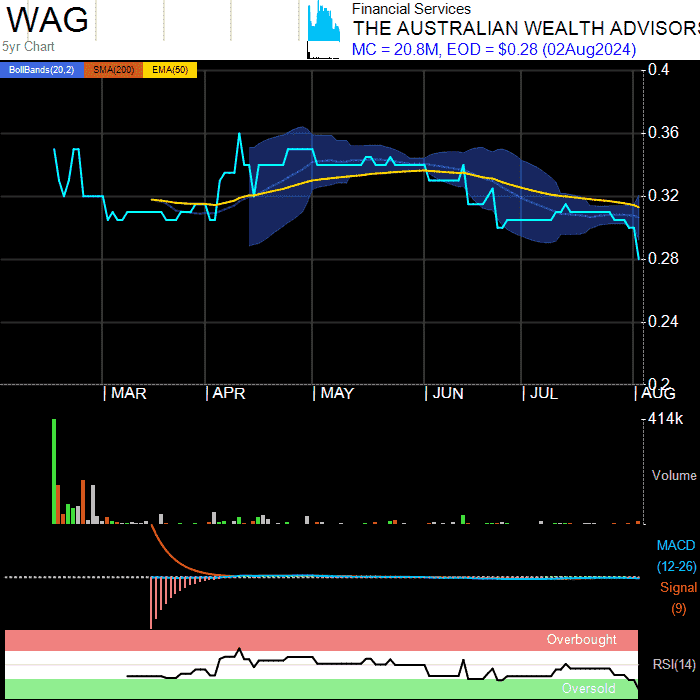 WAG
5yr Chart
Financial Services
THE AUSTRALIAN WEALTH ADVISORS
MC = 20.8M, EOD = $0.28 (02Aug2024)
BollBands(20,2) SMA(200) EMA(50)
0.4
0.36
0.32
0.28
0.24
0.2
| MAR | APR | MAY | JUN | JUL | AUG
414k
Volume
MACD
(12-26)
Signal
(9)
Overbought
RSI(14)
Oversold